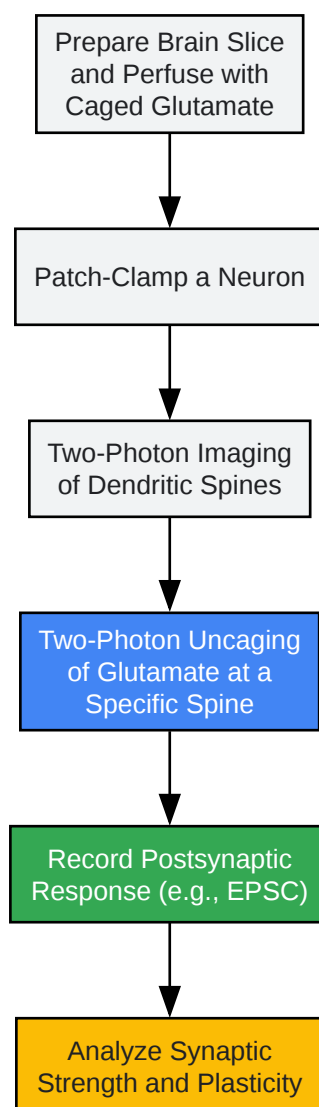 Prepare Brain Slice
and Perfuse with
Caged Glutamate
Patch-Clamp a Neuron
Two-Photon Imaging
of Dendritic Spines
Two-Photon Uncaging
of Glutamate at a
Specific Spine
Record Postsynaptic
Response (e.g., EPSC)
Analyze Synaptic
Strength and Plasticity